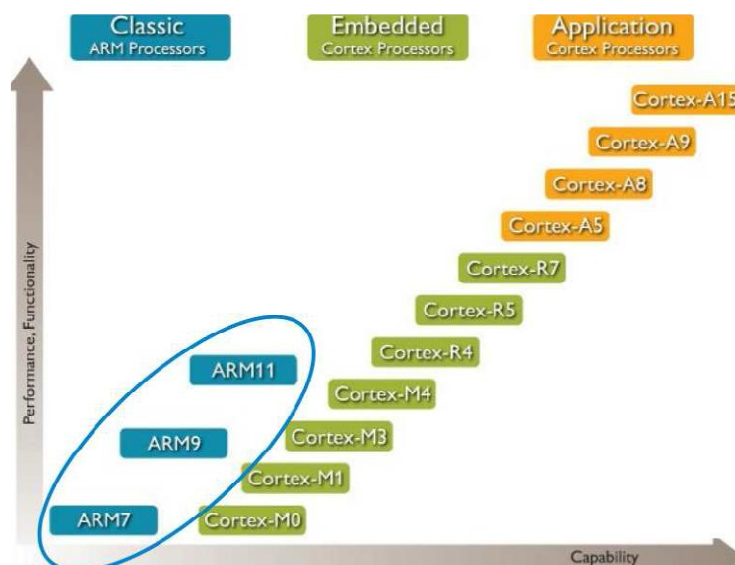 Classic
ARM Processors
Embedded
Cortex Processors
Application
Cortex Processors
Cortex-A15
Cortex-A9
Cortex-A8
Cortex-A5
Cortex-R7
Cortex-R5
Cortex-R4
ARM11
Cortex-M4
ARM9
Cortex-M3
Cortex-M1
ARM7
Cortex-M0
Performance, Functionality
Capability